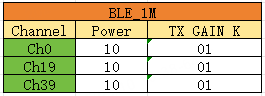 BLE_1M
Channel Power TX GAIN K
Ch0 10 01
Ch19 10 01
Ch39 10 01